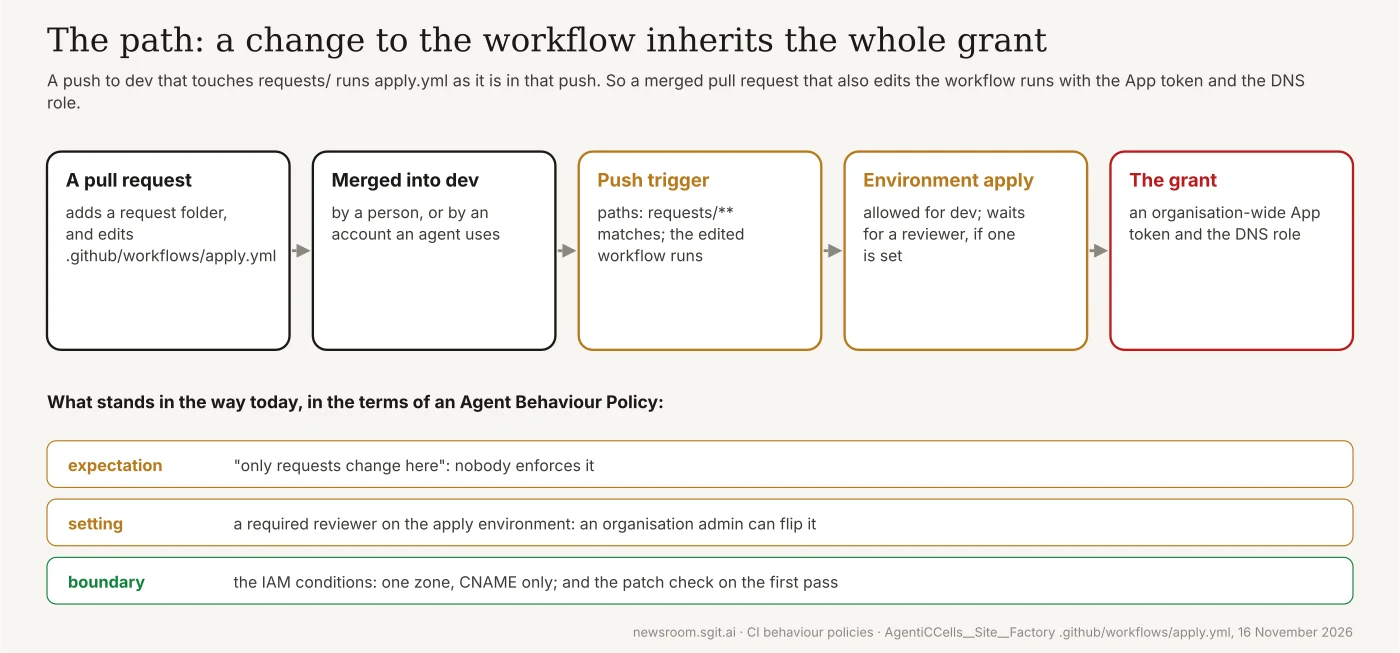 The path: a change to the workflow inherits the whole grant
A push to dev that touches requests/ runs apply.yml as it is in that push. So a merged pull request that also edits the workflow runs with the App token and the DNS
role.
A pull request
adds a request folder,
and edits
.github/workflows/apply.yml
Merged into dev
by a person, or by an
account an agent uses
Push trigger
paths: requests/**
matches; the edited
workflow runs
Environment apply
allowed for dev; waits
for a reviewer, if one
is set
The grant
an organisation-wide App
token and the DNS role
What stands in the way today, in the terms of an Agent Behaviour Policy:
expectation "only requests change here": nobody enforces it
setting a required reviewer on the apply environment: an organisation admin can flip it
boundary the IAM conditions: one zone, CNAME only; and the patch check on the first pass
newsroom.sgit.ai · CI behaviour policies · AgentiCCells__Site__Factory .github/workflows/apply.yml, 16 November 2026